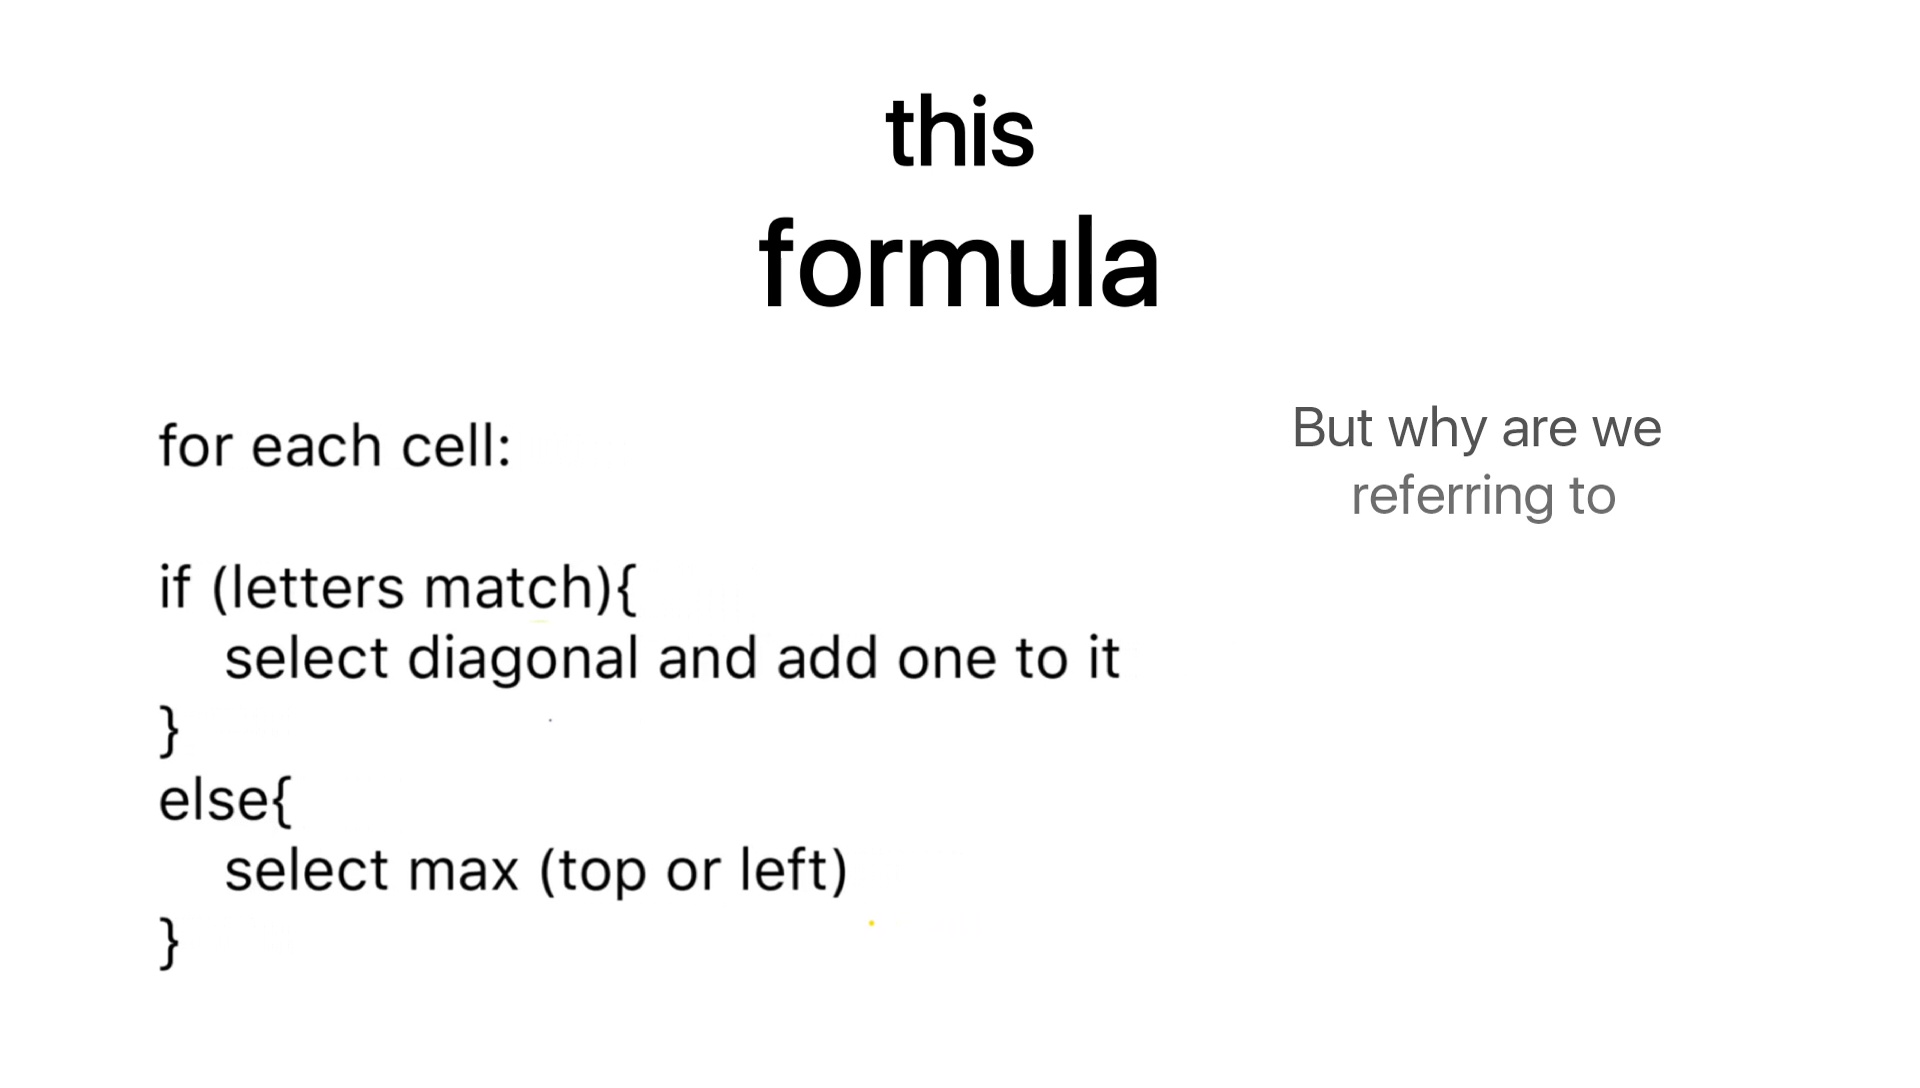 this
formula
for each cell:
if (letters match){
select diagonal and add one to it
}
else{
select max (top or left)
}
But why are we
referring to